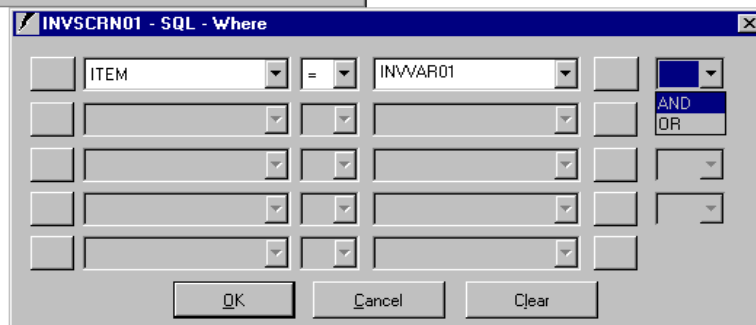 INVSCRN01 - SQL - Where
ITEM = INVVAR01
AND
OR
OK Cancel Clear